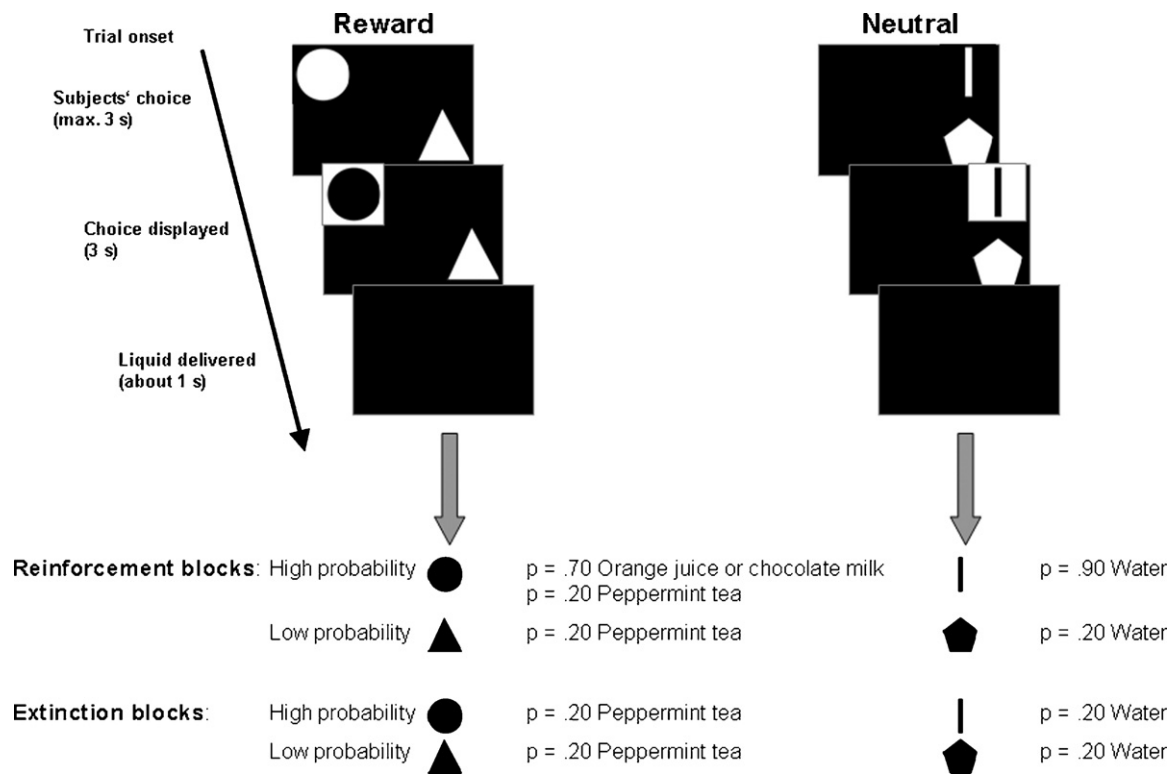 Reward
Neutral
Trial onset
Subjects‘ choice
(max. 3 s)
Choice displayed
(3 s)
Liquid delivered
(about 1 s)
Reinforcement blocks: High probability p = .70 Orange juice or chocolate milk p = .90 Water
p = .20 Peppermint tea
Low probability p = .20 Peppermint tea p = .20 Water
Extinction blocks: High probability p = .20 Peppermint tea p = .20 Water
Low probability p = .20 Peppermint tea p = .20 Water